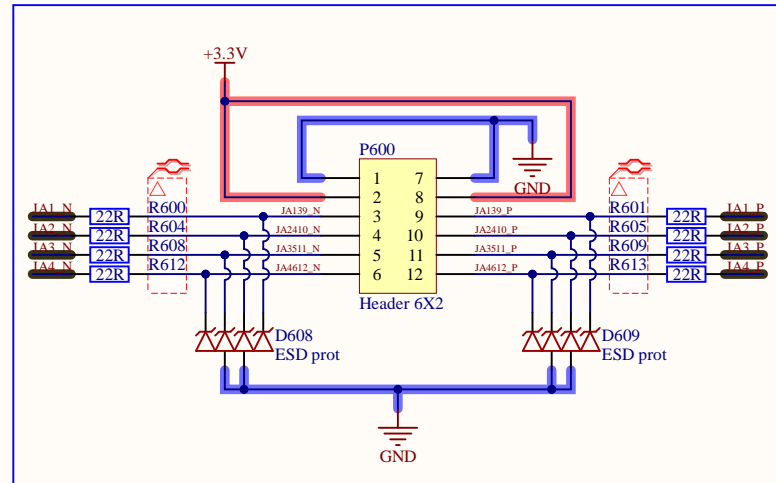 +3.3V
P600
1 7
2 8
GND
JA1_N 22R R600 JA139_N 3 9 JA139_P R601 22R JA1_P
JA2_N 22R R604 JA2410_N 4 10 JA2410_P R605 22R JA2_P
JA3_N 22R R608 JA3511_N 5 11 JA3511_P R609 22R JA3_P
JA4_N 22R R612 JA4612_N 6 12 JA4612_P R613 22R JA4_P
Header 6X2
D608
ESD prot
D609
ESD prot
GND